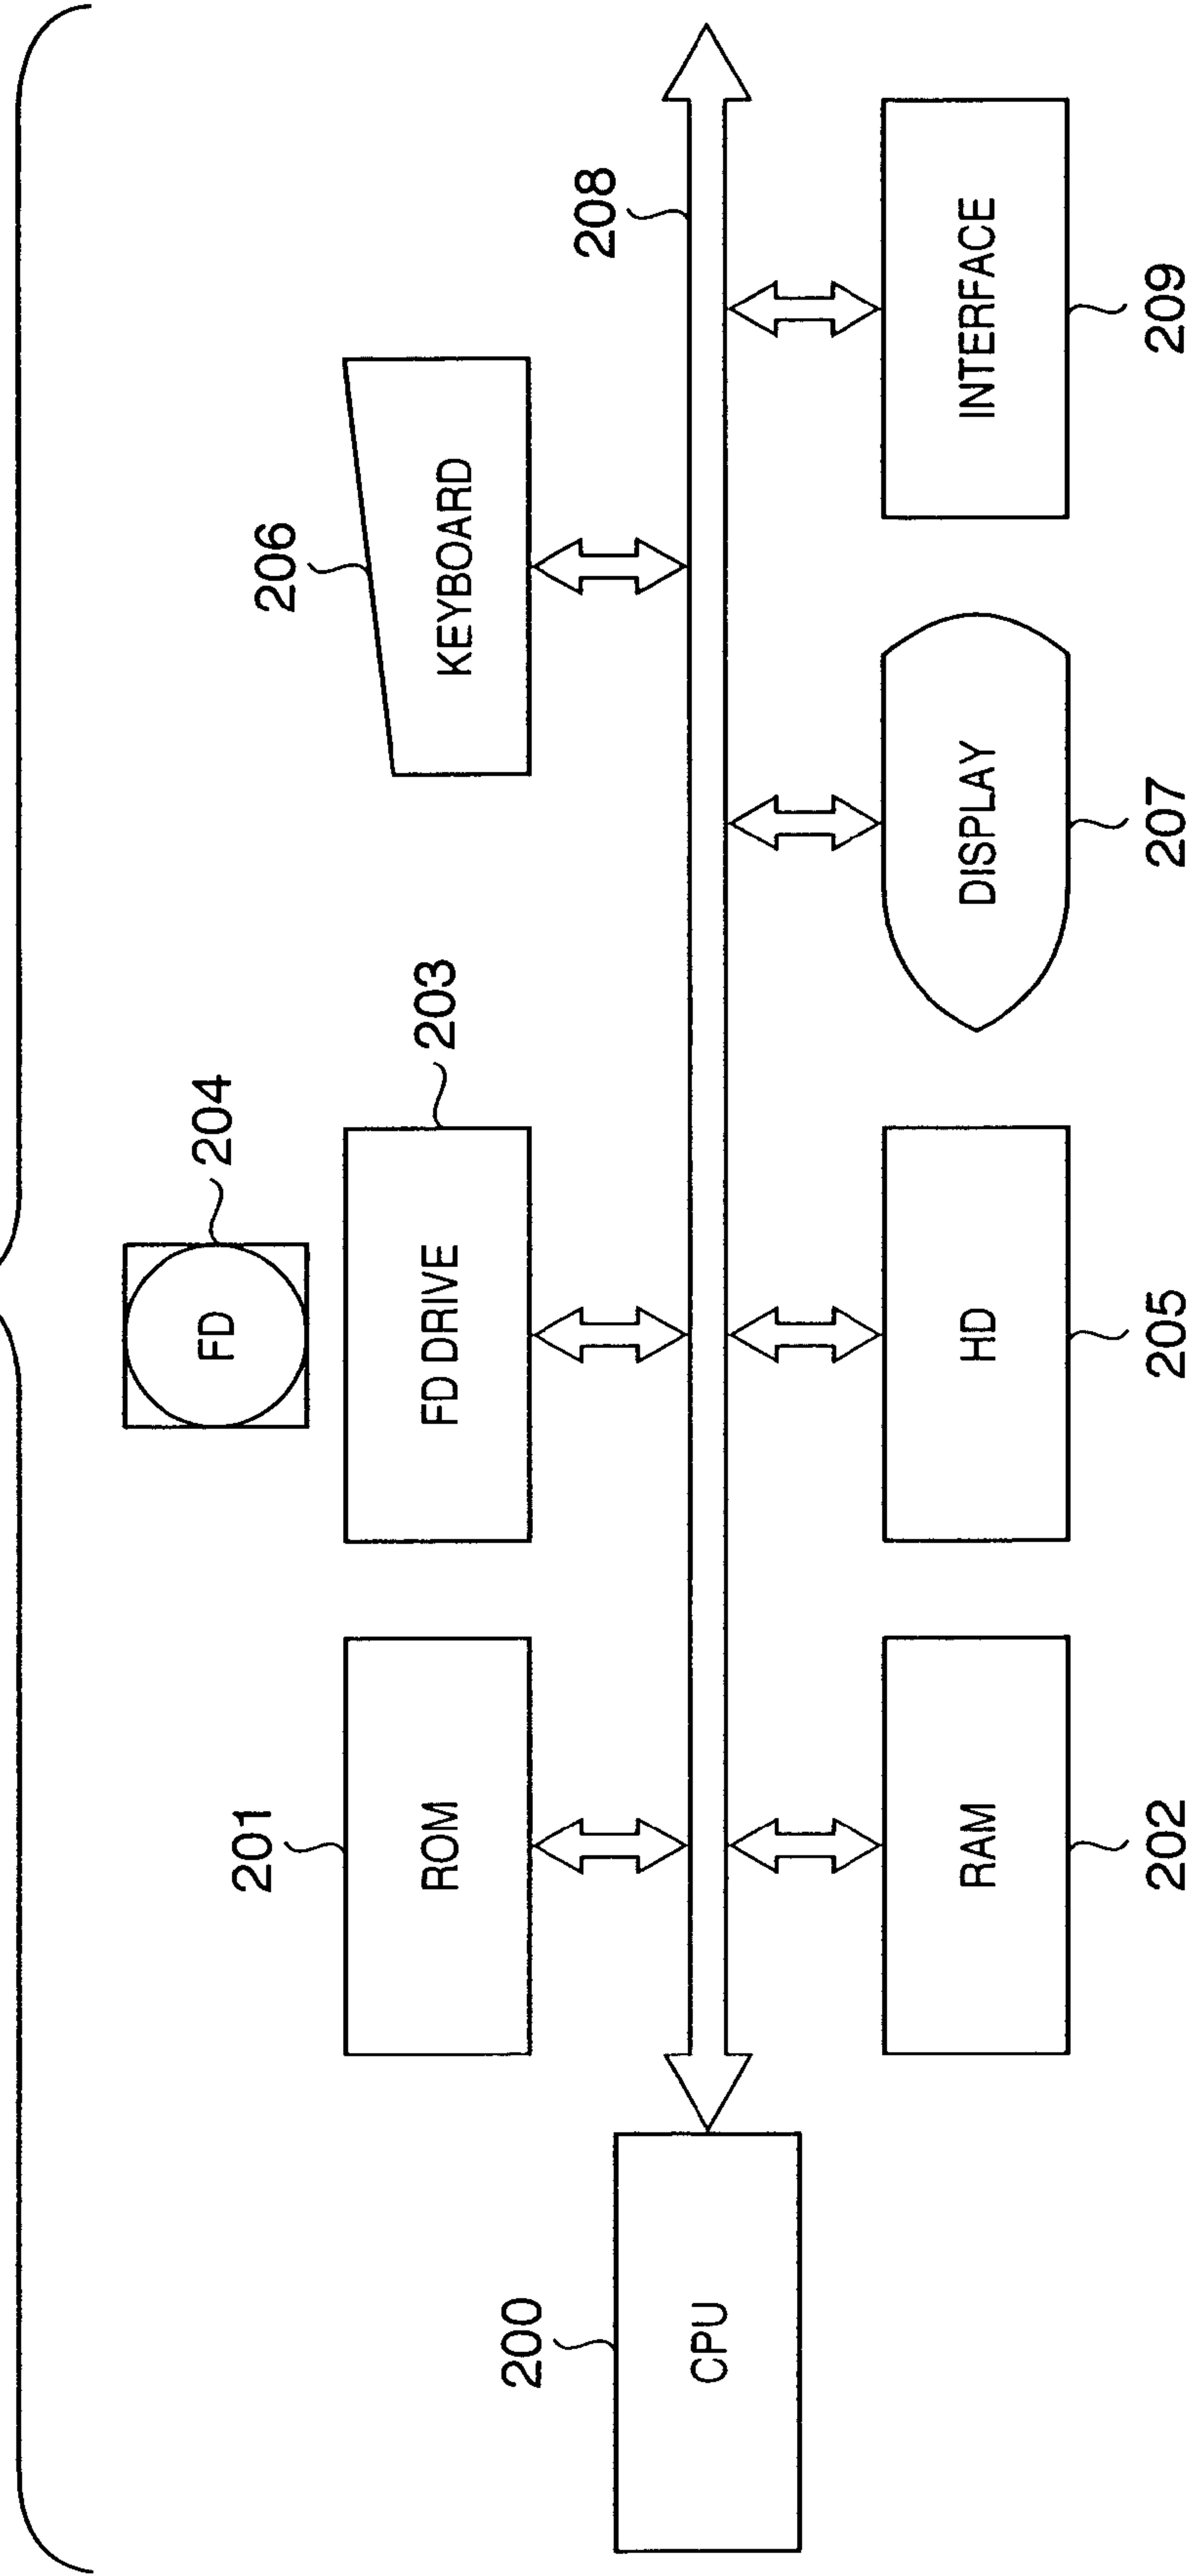 204
FD
203
206
201
ROM
FD DRIVE
KEYBOARD
208
200
CPU
RAM
HD
DISPLAY
INTERFACE
202
205
207
209